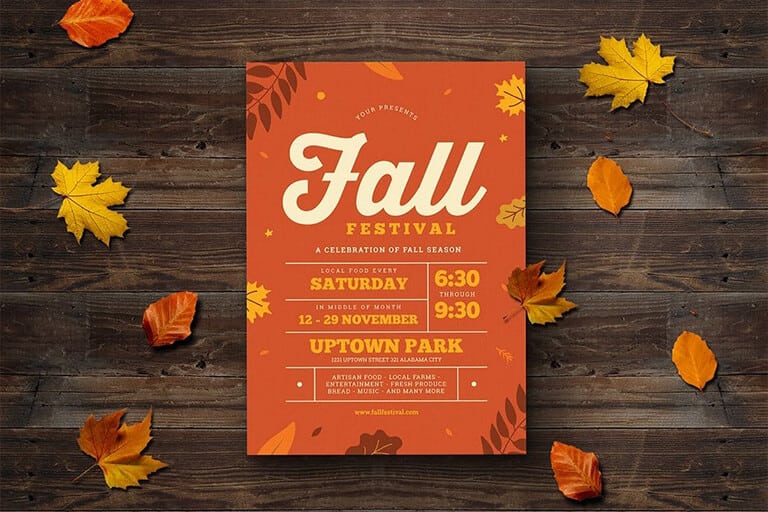 YOUR PRESENTS
Fall
FESTIVAL
A CELEBRATION OF FALL SEASON
LOCAL FOOD EVERY
SATURDAY
IN MIDDLE OF MONTH
12 - 29 NOVEMBER
6:30
THROUGH
9:30
UPTOWN PARK
1231 UPTOWN STREET 321 ALABAMA CITY
ARTISAN FOOD - LOCAL FARMS -
ENTERTAINMENT - FRESH PRODUCE
BREAD - MUSIC - AND MANY MORE
www.fallfestival.com